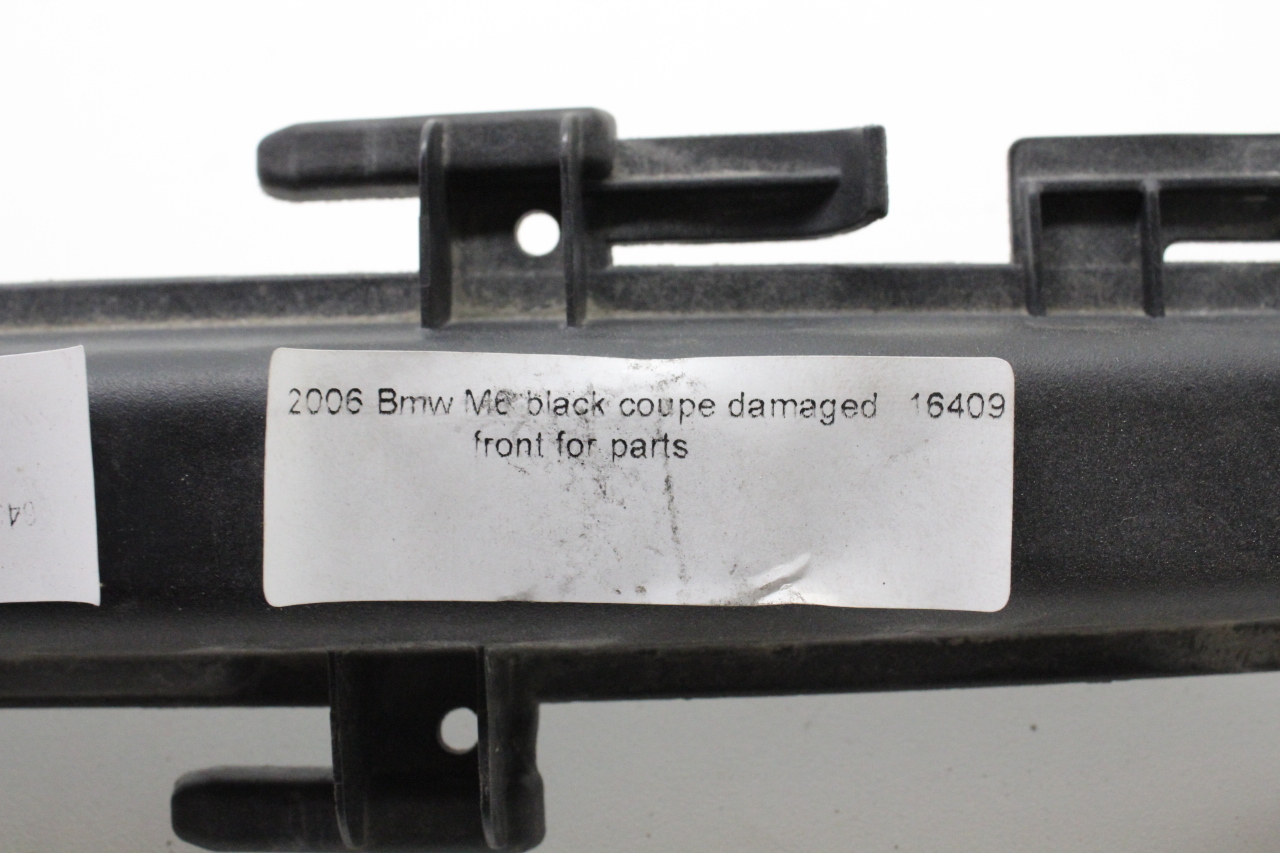 2006 Bmw M6 black coupe damaged 16409
front for parts